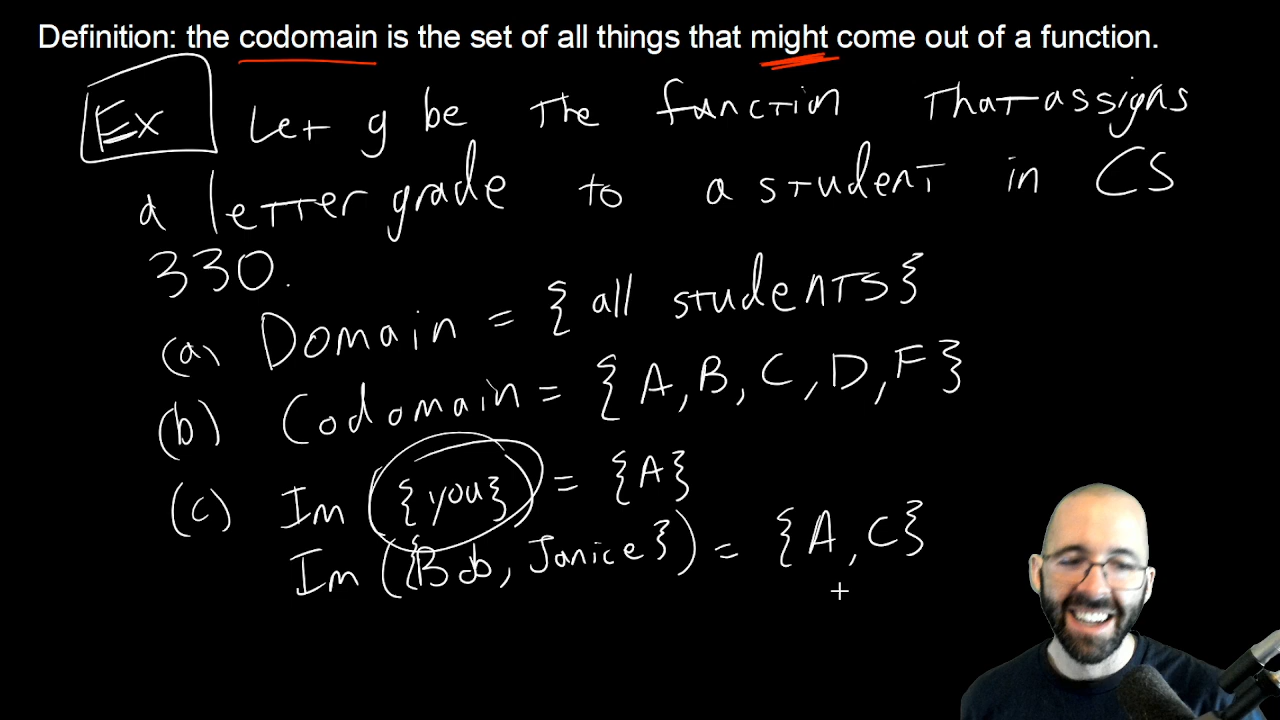 Definition: the codomain is the set of all things that might come out of a function.
Ex Let g be the function that assigns
a letter grade to a student in CS
330.
(a) Domain = {all students}
(b) Codomain = {A, B, C, D, F}
(c) Im ({you}) = {A}
Im ({Bob, Janice}) = {A, C}